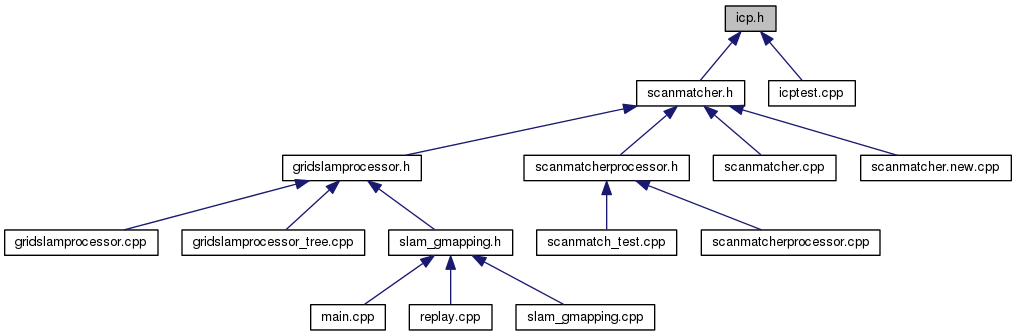 icp.h
scanmatcher.h
icptest.cpp
gridslamprocessor.h
scanmatcherprocessor.h
scanmatcher.cpp
scanmatcher.new.cpp
gridslamprocessor.cpp
gridslamprocessor_tree.cpp
slam_gmapping.h
scanmatch_test.cpp
scanmatcherprocessor.cpp
main.cpp
replay.cpp
slam_gmapping.cpp